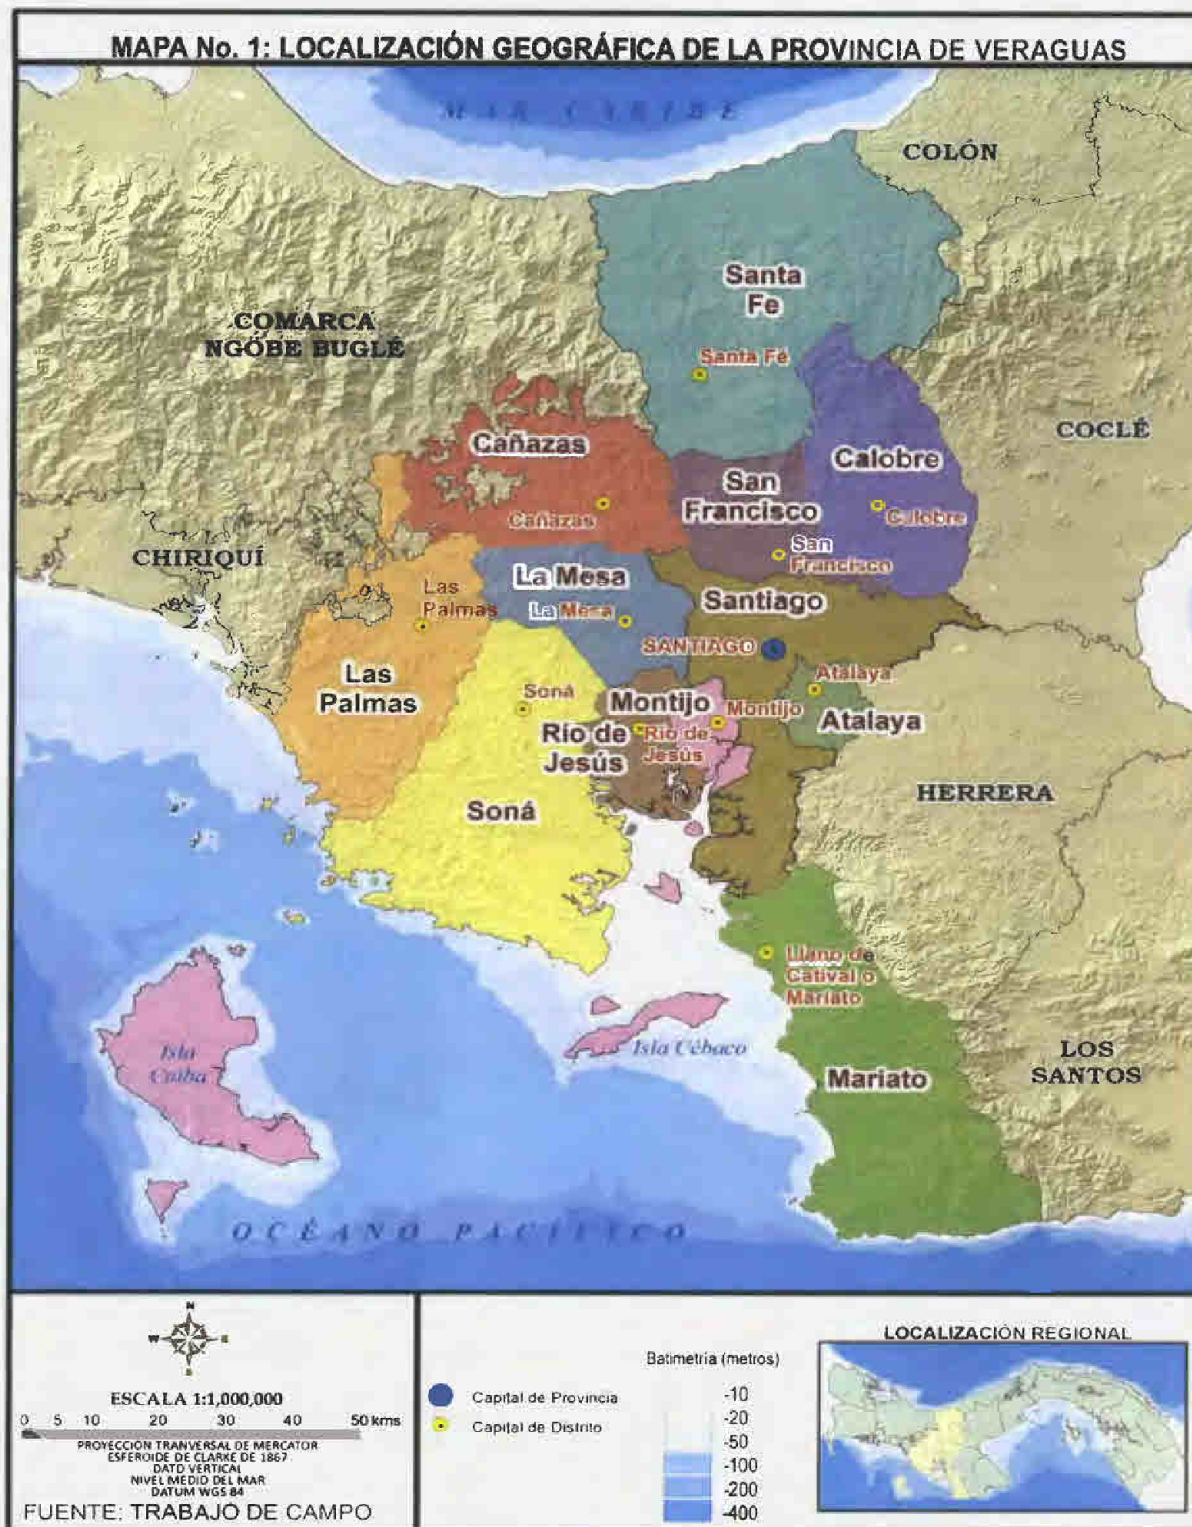 MAPA No. 1: LOCALIZACIÓN GEOGRÁFICA DE LA PROVINCIA DE VERAGUAS
MAR CARIBE
COLÓN
Santa
Fe
COMARCA
NGÖBE BUGLÉ
Santa Fé
COCLÉ
Cañazas
Calobre
San
Francisco
Cañazas
Calobre
CHIRIQUÍ
San
Francisco
La Mesa
Las
Palmas
Santiago
La Mesa
SANTIAGO
Atalaya
Las
Palmas
Soná
Montijo
Montijo
Atalaya
Río de
Jesús
Río de
Jesús
HERRERA
Soná
Llano de
Catival o
Mariato
Isla
Coiba
Isla Cébaco
LOS
SANTOS
Mariato
OCÉANO PACIFICO
N
W
E
S
ESCALA 1:1,000,000
0 5 10 20 30 40 50 kms
PROYECCIÓN TRANVERSAL DE MERCATOR
ESFEROIDE DE CLARKE DE 1867
DATO VERTICAL
NIVEL MEDIO DEL MAR
DATUM WGS 84
FUENTE: TRABAJO DE CAMPO
Capital de Provincia
Capital de Distrito
Batimetría (metros)
-10
-20
-50
-100
-200
-400
LOCALIZACIÓN REGIONAL